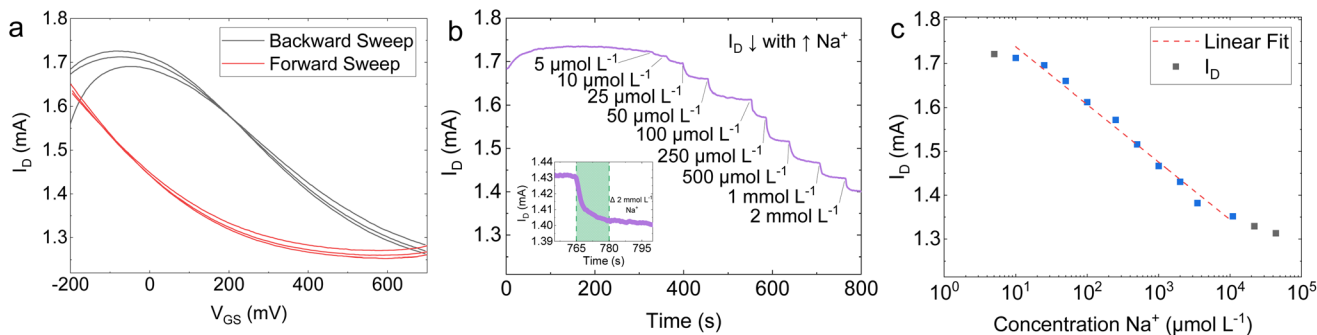 a
Backward Sweep
Forward Sweep
I_D (mA)
1.8
1.7
1.6
1.5
1.4
1.3
-200
0
200
400
600
V_GS (mV)
b
I_D ↓ with ↑ Na⁺
5 µmol L⁻¹
10 µmol L⁻¹
25 µmol L⁻¹
50 µmol L⁻¹
100 µmol L⁻¹
250 µmol L⁻¹
500 µmol L⁻¹
1 mmol L⁻¹
2 mmol L⁻¹
I_D (mA)
1.8
1.7
1.6
1.5
1.4
1.3
0
200
400
600
800
Time (s)
I_D (mA)
1.44
1.43
1.42
1.41
1.40
1.39
Δ 2 mmol L⁻¹
Na⁺
765
780
795
Time (s)
c
Linear Fit
I_D
I_D (mA)
1.8
1.7
1.6
1.5
1.4
1.3
10⁰
10¹
10²
10³
10⁴
10⁵
Concentration Na⁺ (µmol L⁻¹)